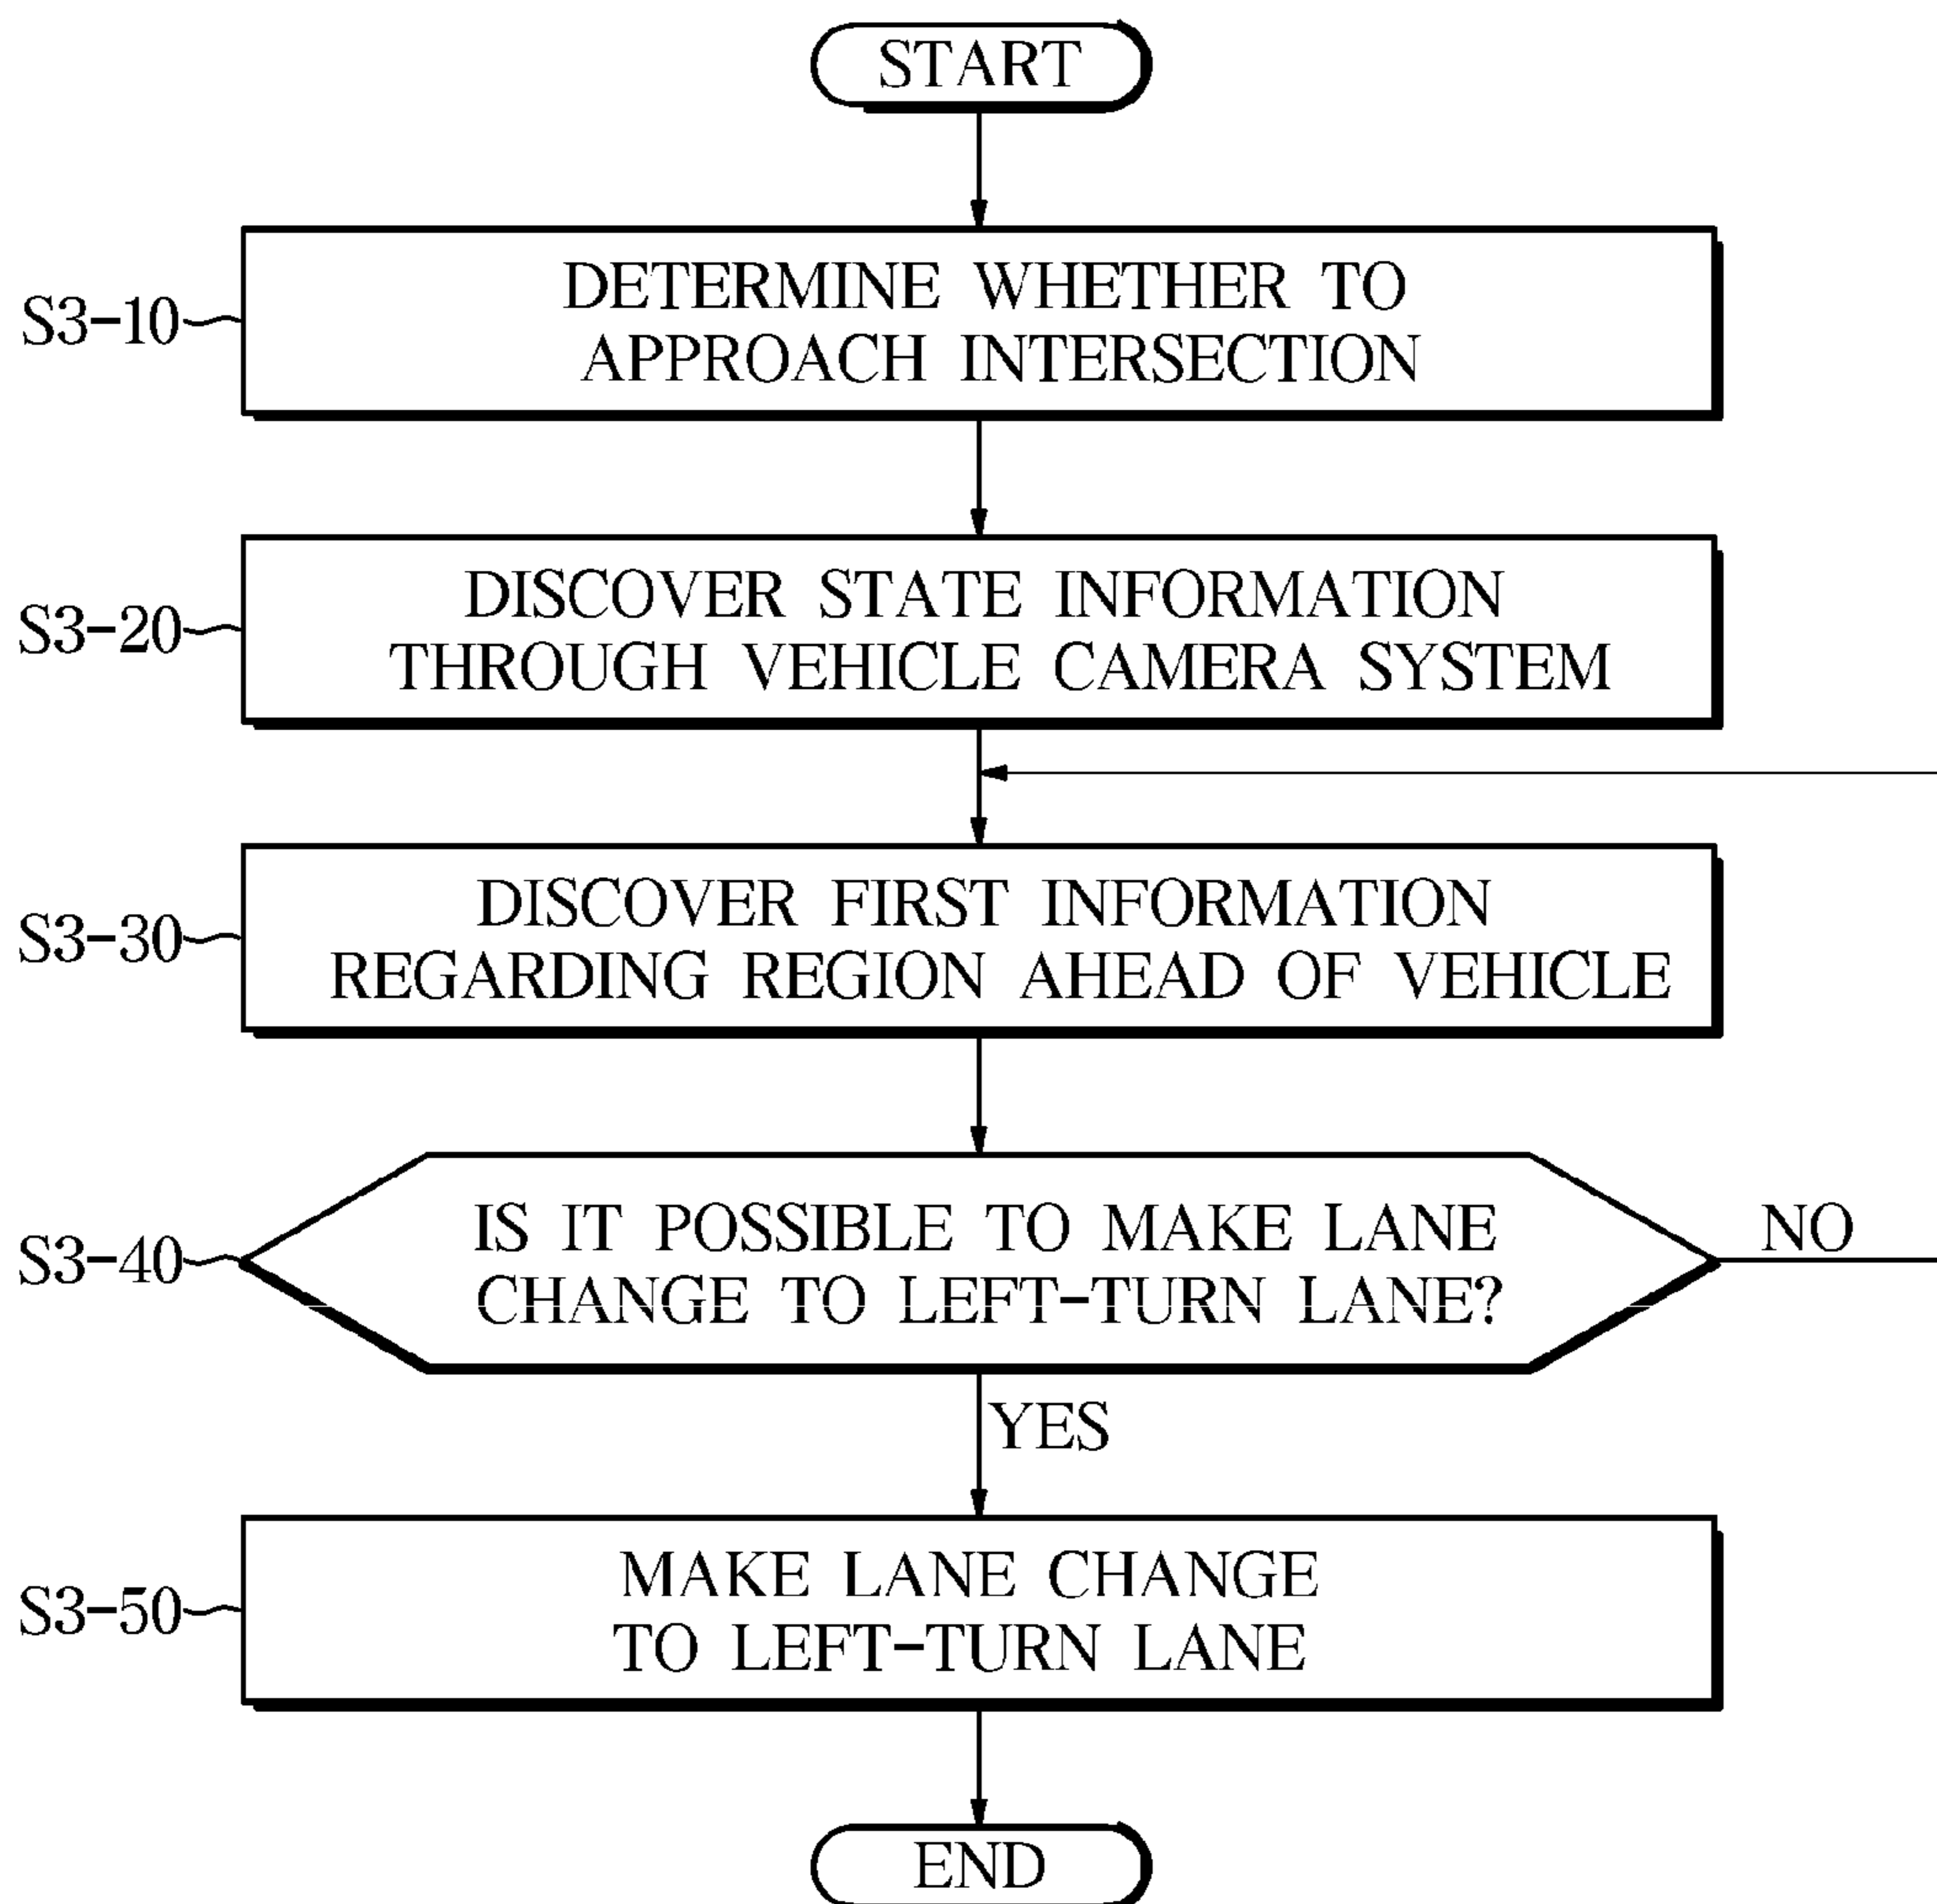 START
S3-10
DETERMINE WHETHER TO
APPROACH INTERSECTION
S3-20
DISCOVER STATE INFORMATION
THROUGH VEHICLE CAMERA SYSTEM
S3-30
DISCOVER FIRST INFORMATION
REGARDING REGION AHEAD OF VEHICLE
S3-40
IS IT POSSIBLE TO MAKE LANE
CHANGE TO LEFT-TURN LANE?
NO
YES
S3-50
MAKE LANE CHANGE
TO LEFT-TURN LANE
END